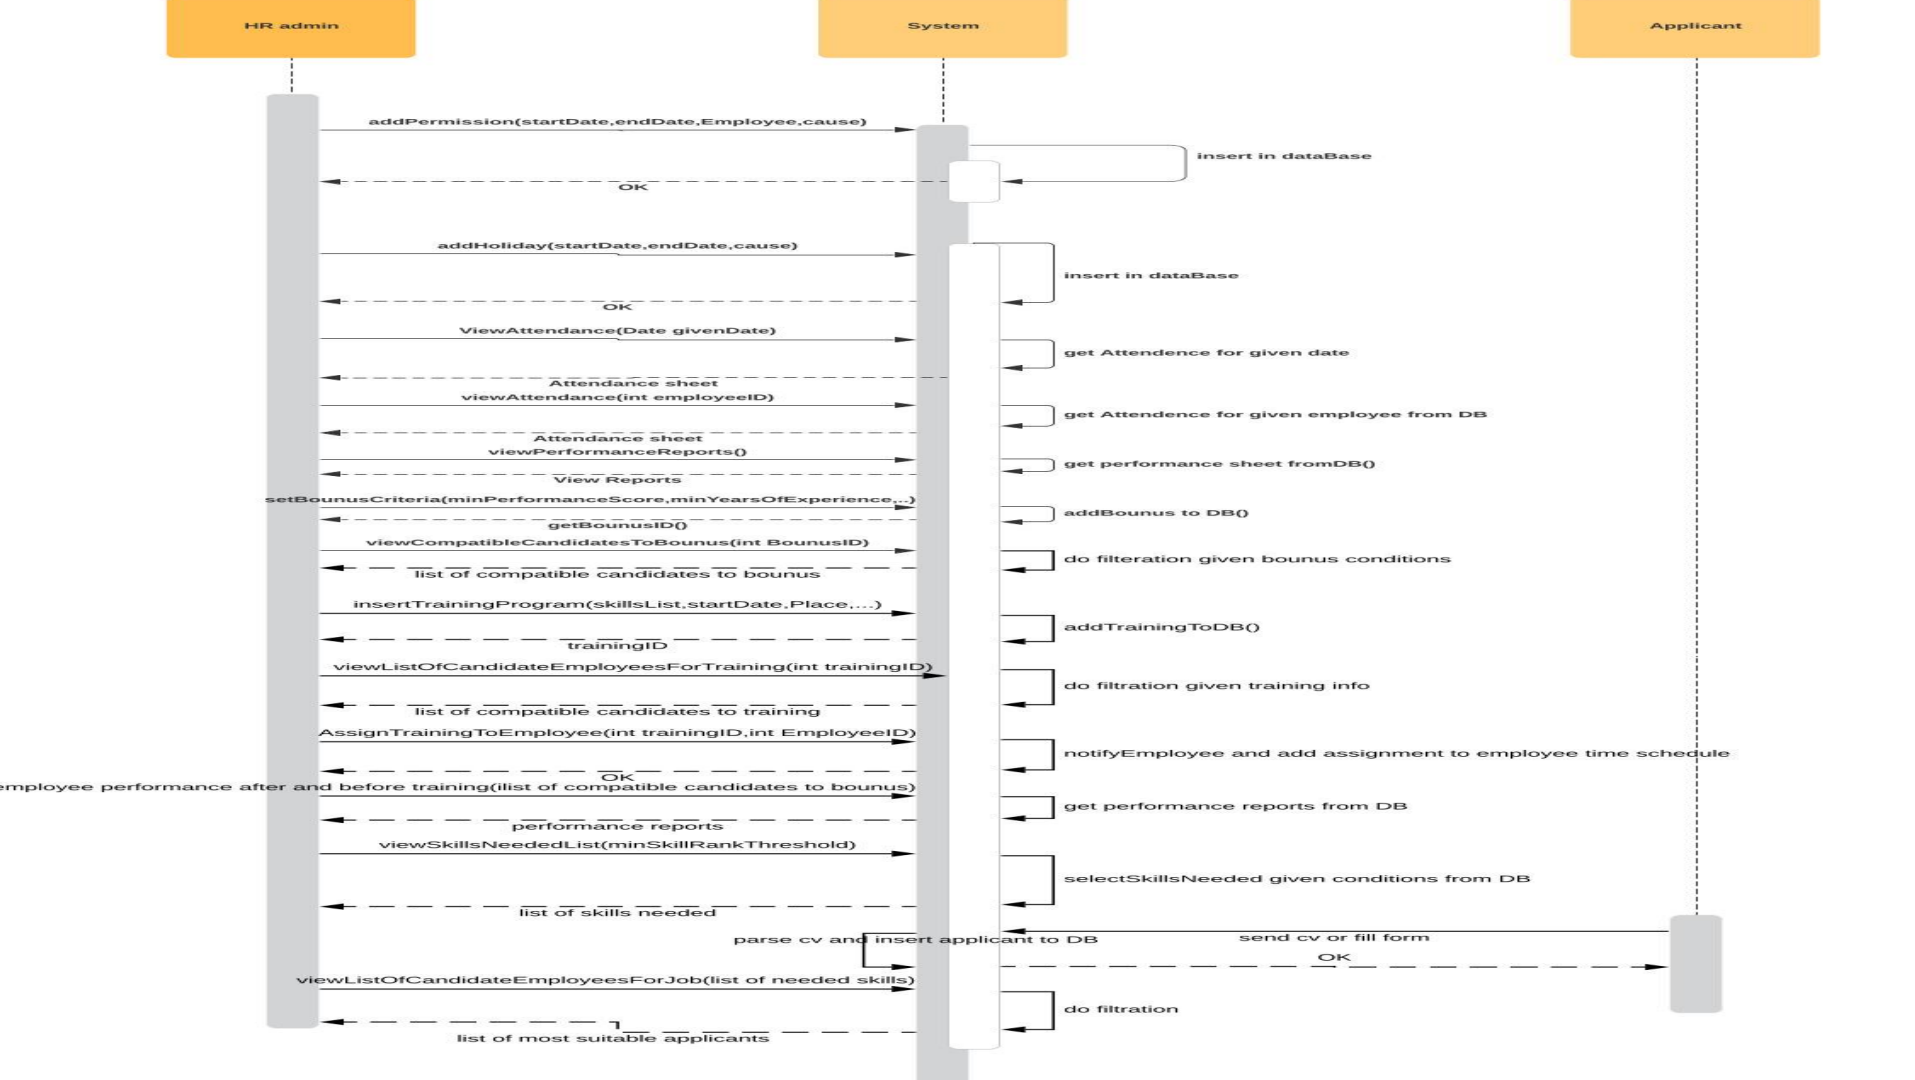 HR admin
System
Applicant
addPermission(startDate,endDate,Employee,cause)
insert in dataBase
OK
addHoliday(startDate,endDate,cause)
insert in dataBase
OK
ViewAttendance(Date givenDate)
get Attendence for given date
Attendance sheet
viewAttendance(int employeeID)
get Attendence for given employee from DB
Attendance sheet
viewPerformanceReports()
get performance sheet fromDB()
View Reports
setBounusCriteria(minPerformanceScore,minYearsOfExperience,..)
addBounus to DB()
getBounusID()
viewCompatibleCandidatesToBounus(int BounusID)
do filteration given bounus conditions
list of compatible candidates to bounus
insertTrainingProgram(skillsList,startDate,Place,...)
addTrainingToDB()
trainingID
viewListOfCandidateEmployeesForTraining(int trainingID)
do filtration given training info
list of compatible candidates to training
AssignTrainingToEmployee(int trainingID,int EmployeeID)
notifyEmployee and add assignment to employee time schedule
OK
employee performance after and before training(ilist of compatible candidates to bounus)
get performance reports from DB
performance reports
viewSkillsNeededList(minSkillRankThreshold)
selectSkillsNeeded given conditions from DB
list of skills needed
send cv or fill form
parse cv and insert applicant to DB
OK
viewListOfCandidateEmployeesForJob(list of needed skills)
do filtration
list of most suitable applicants